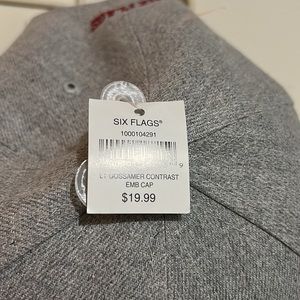 SIX FLAGS®
1000104291
GOSSAMER CONTRAST
EMB CAP
$19.99